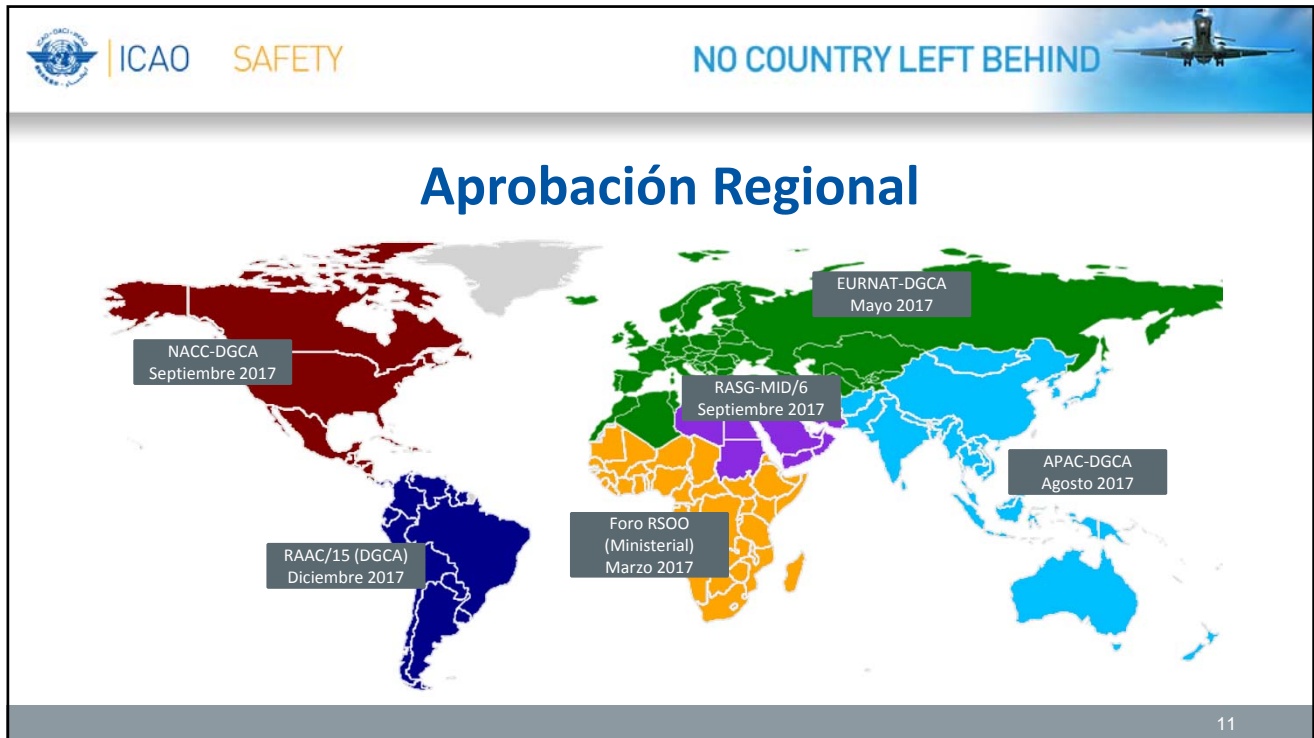 ICAO SAFETY
NO COUNTRY LEFT BEHIND
Aprobación Regional
EURNAT-DGCA
Mayo 2017
NACC-DGCA
Septiembre 2017
RASG-MID/6
Septiembre 2017
APAC-DGCA
Agosto 2017
Foro RSOO
(Ministerial)
Marzo 2017
RAAC/15 (DGCA)
Diciembre 2017
11